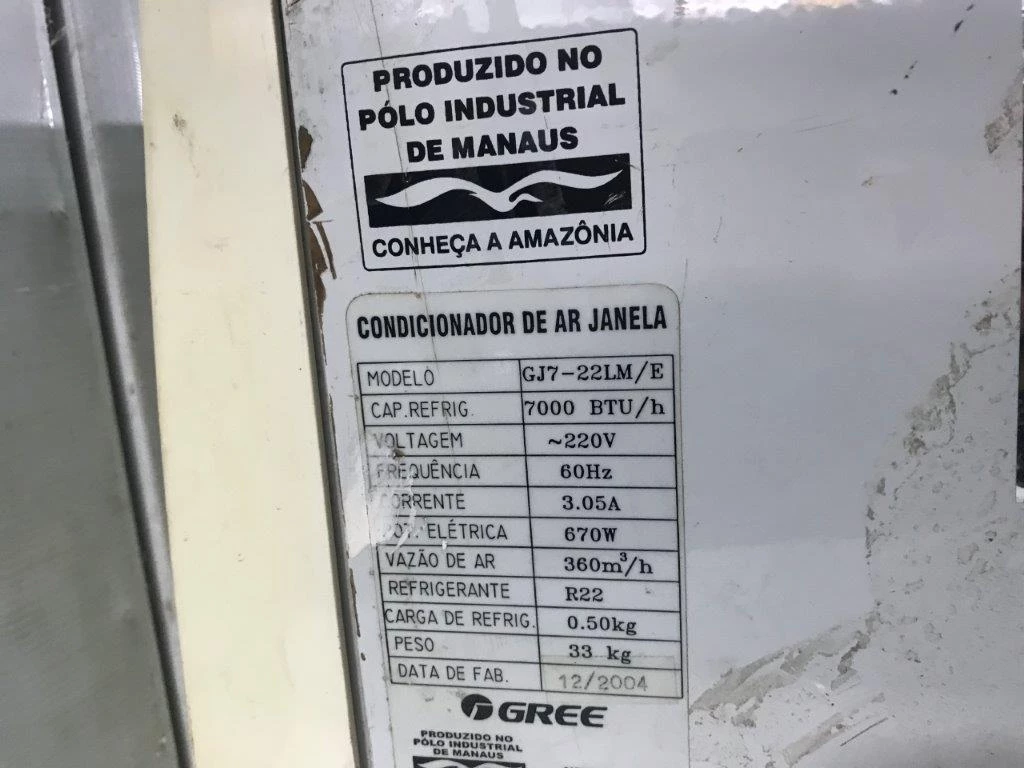 PRODUZIDO NO
PÓLO INDUSTRIAL
DE MANAUS
CONHEÇA A AMAZÔNIA
CONDICIONADOR DE AR JANELA
MODELO GJ7-22LM/E
CAP.REFRIG. 7000 BTU/h
VOLTAGEM ~220V
FREQUÊNCIA 60Hz
CORRENTE 3.05A
POT. ELÉTRICA 670W
VAZÃO DE AR 360m³/h
REFRIGERANTE R22
CARGA DE REFRIG. 0.50kg
PESO 33 kg
DATA DE FAB. 12/2004
GREE
PRODUZIDO NO
PÓLO INDUSTRIAL
DE MANAUS